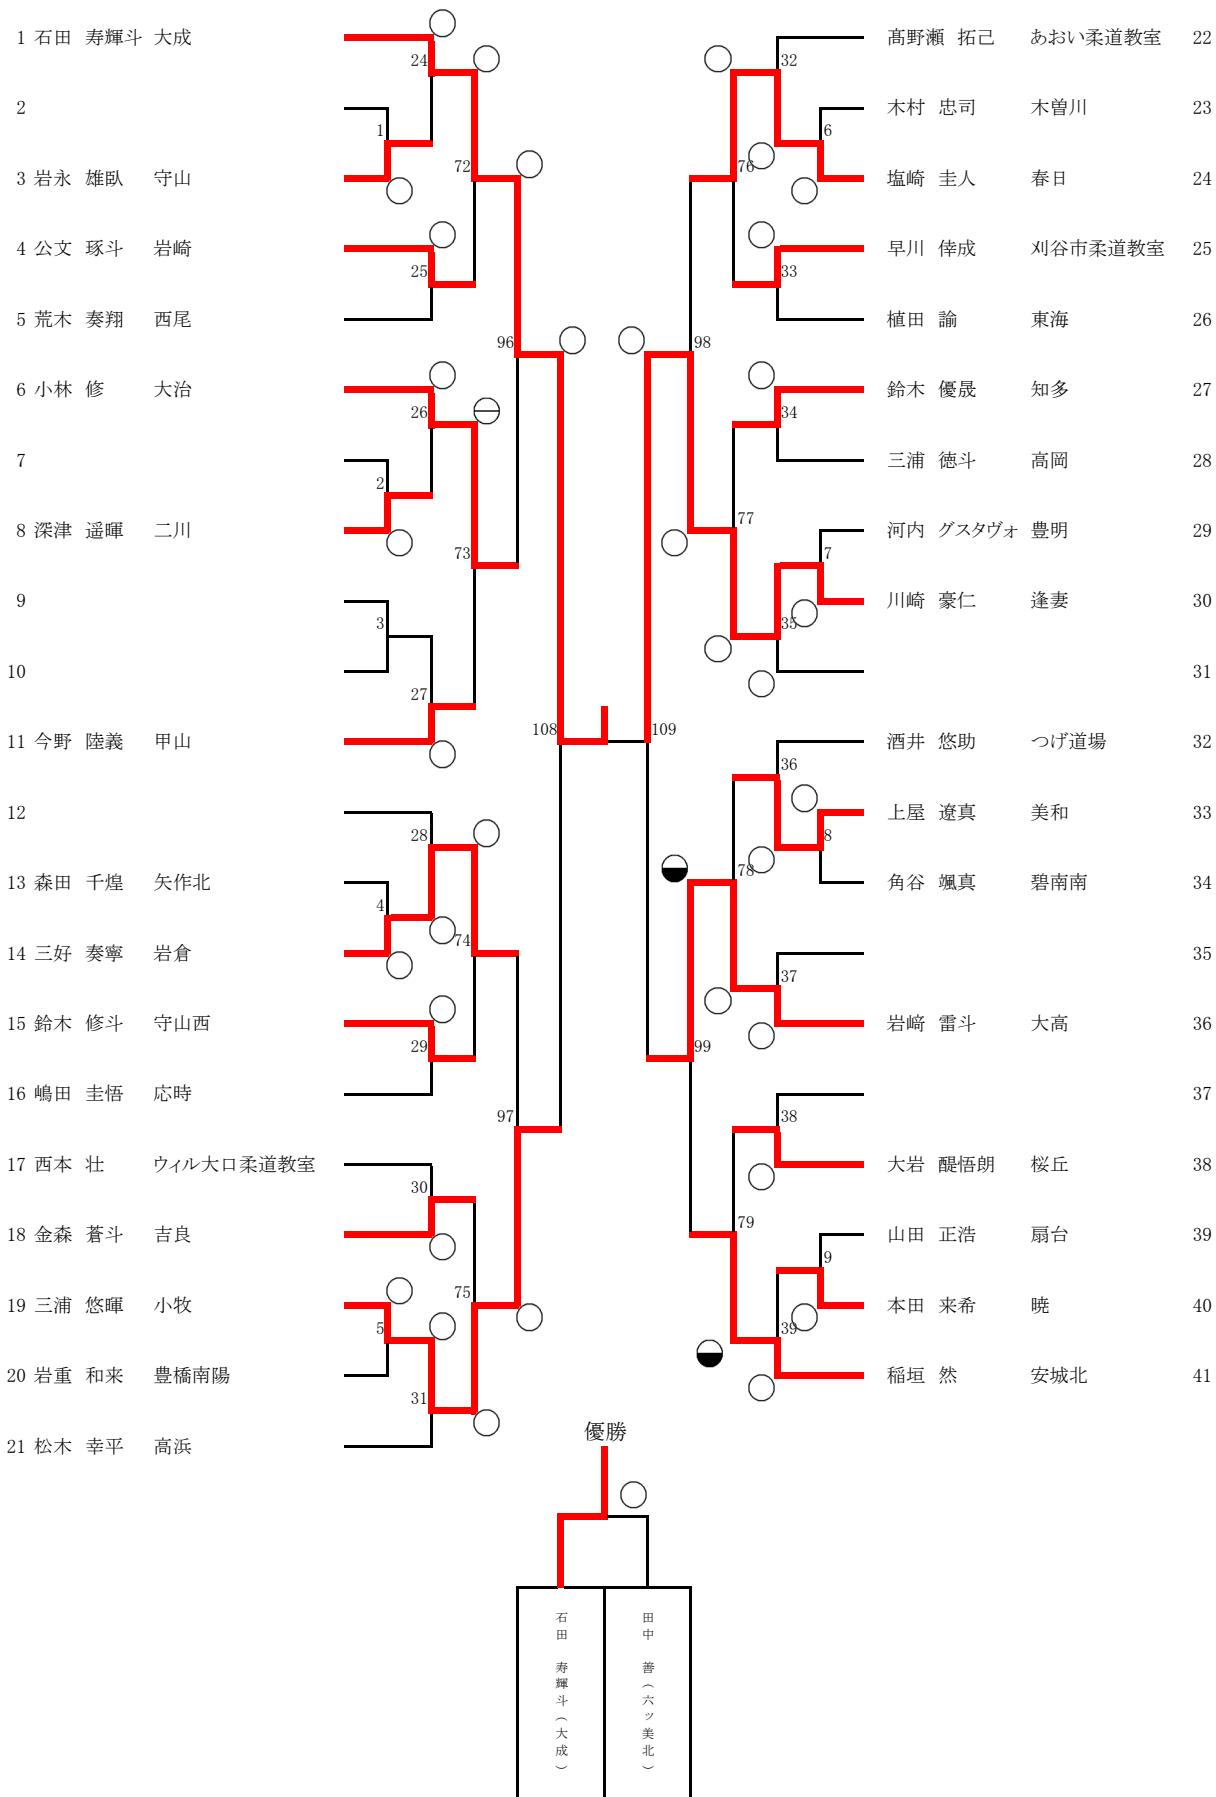 1 石田 寿輝斗 大成
2
3 岩永 雄臥 守山
4 公文 琢斗 岩崎
5 荒木 奏翔 西尾
6 小林 修 大治
7
8 深津 遥暉 二川
9
10
11 今野 陸義 甲山
12
13 森田 千煌 矢作北
14 三好 奏寧 岩倉
15 鈴木 修斗 守山西
16 嶋田 圭悟 応時
17 西本 壮 ウィル大口柔道教室
18 金森 蒼斗 吉良
19 三浦 悠暉 小牧
20 岩重 和来 豊橋南陽
21 松木 幸平 高浜
24
1
72
25
96
26
2
73
3
27
108
28
4
74
29
97
30
75
5
31
髙野瀬 拓己 あおい柔道教室 22
木村 忠司 木曽川 23
塩崎 圭人 春日 24
早川 倖成 刈谷市柔道教室 25
植田 諭 東海 26
鈴木 優晟 知多 27
三浦 徳斗 高岡 28
河内 グスタヴォ 豊明 29
川崎 豪仁 逢妻 30
31
酒井 悠助 つげ道場 32
上屋 遼真 美和 33
角谷 颯真 碧南南 34
35
岩﨑 雷斗 大高 36
37
大岩 醍悟朗 桜丘 38
山田 正浩 扇台 39
本田 来希 暁 40
稲垣 然 安城北 41
32
6
76
33
98
34
77
7
35
109
36
8
78
37
99
38
79
9
39
優勝
石田 寿輝斗(大成)
田中 善(六ッ美北)